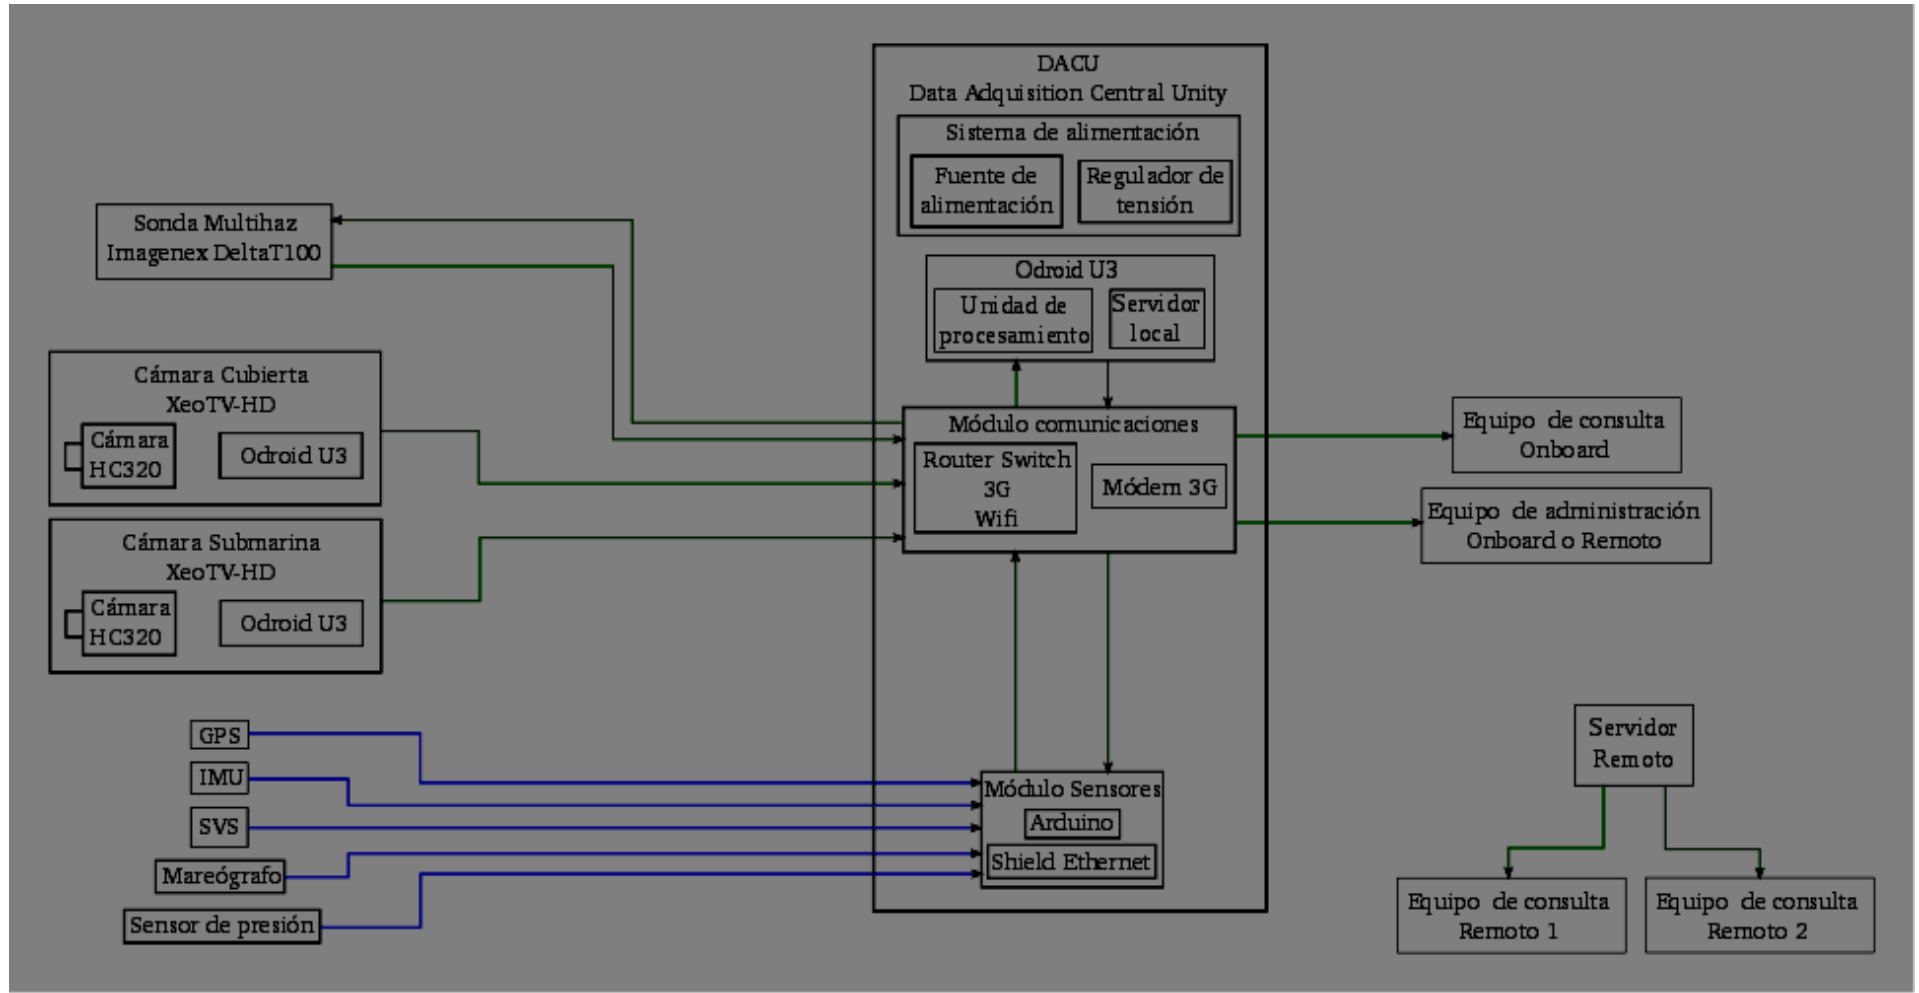 DACU
Data Adquisition Central Unity
Sistema de alimentación
Fuente de
alimentación
Regulador de
tensión
Sonda Multihaz
Imagenex DeltaT100
Odroid U3
Unidad de
procesamiento
Servidor
local
Cámara Cubierta
XeoTV-HD
Cámara
HC320
Odroid U3
Módulo comunicaciones
Router Switch
3G
Wifi
Módem 3G
Equipo de consulta
Onboard
Equipo de administración
Onboard o Remoto
Cámara Submarina
XeoTV-HD
Cámara
HC320
Odroid U3
GPS
IMU
SVS
Mareógrafo
Sensor de presión
Módulo Sensores
Arduino
Shield Ethernet
Servidor
Remoto
Equipo de consulta
Remoto 1
Equipo de consulta
Remoto 2